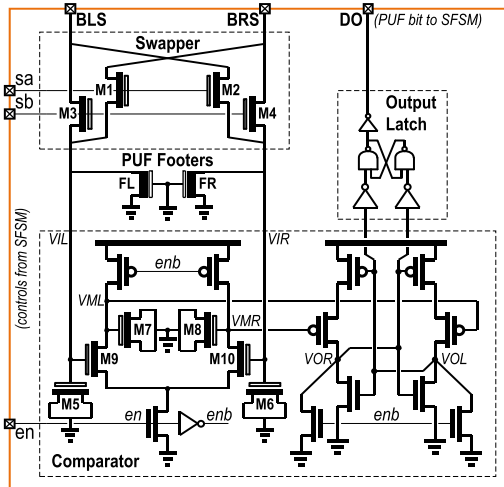 BLS BRS DO (PUF bit to SFSM)
Swapper
sa
sb
M1 M2
M3 M4
Output
Latch
PUF Footers
FL FR
(controls from SFSM)
VIL VIR
enb
VML
M7 M8 VMR
M9 M10
VOR VOL
M5 M6
en
en enb enb
Comparator